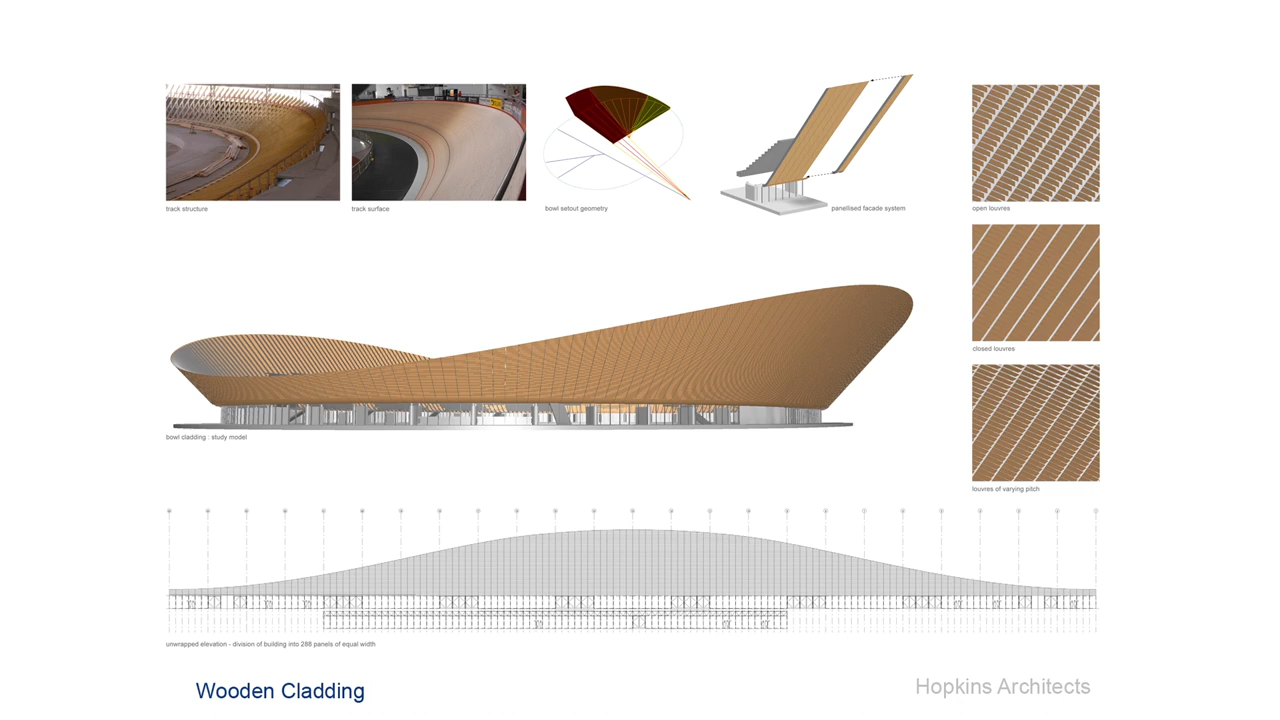 track structure
track surface
bowl setout geometry
panellised facade system
open louvres
closed louvres
bowl cladding : study model
louvres of varying pitch
unwrapped elevation - division of building into 288 panels of equal width
Wooden Cladding
Hopkins Architects